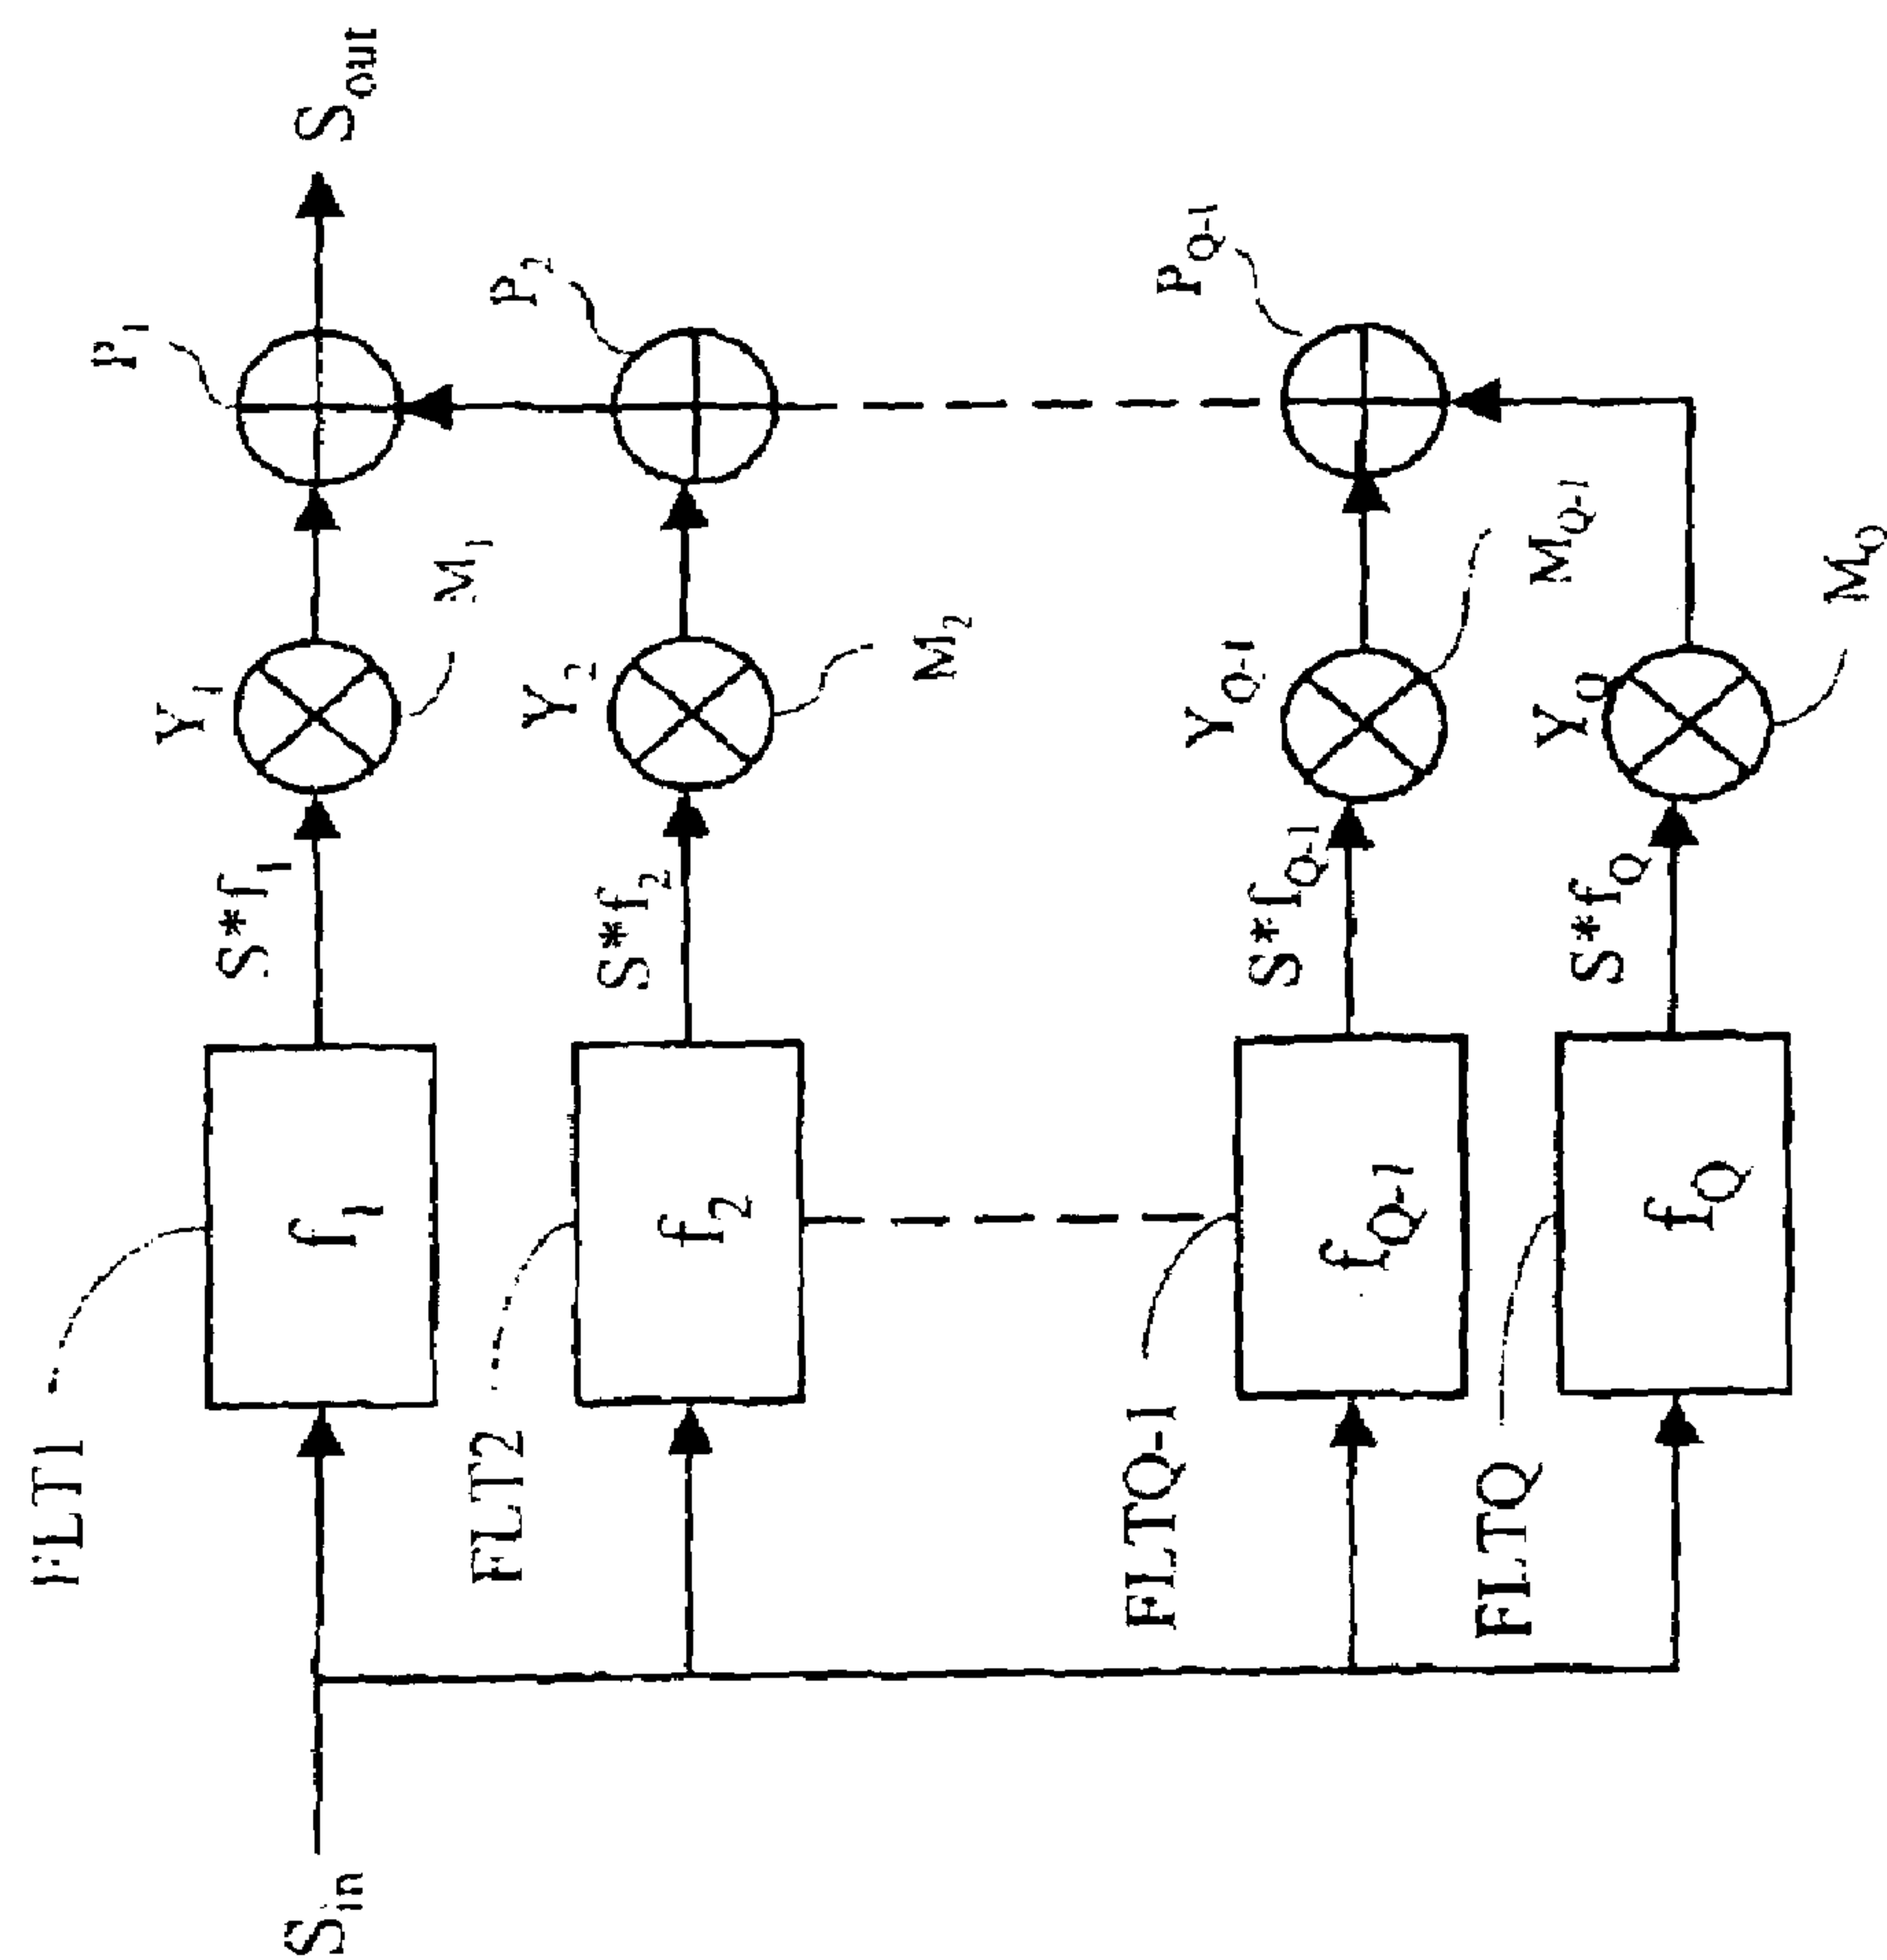 S_in
FLT1
f_1
S*f_1
Y_1
M_1
P_1
S_out
FLT2
f_2
S*f_2
Y_2
M_2
P_2
FLTQ-1
f_Q-1
S*f_Q-1
Y_Q-1
M_Q-1
P_Q-1
FLTQ
f_Q
S*f_Q
Y_Q
M_Q